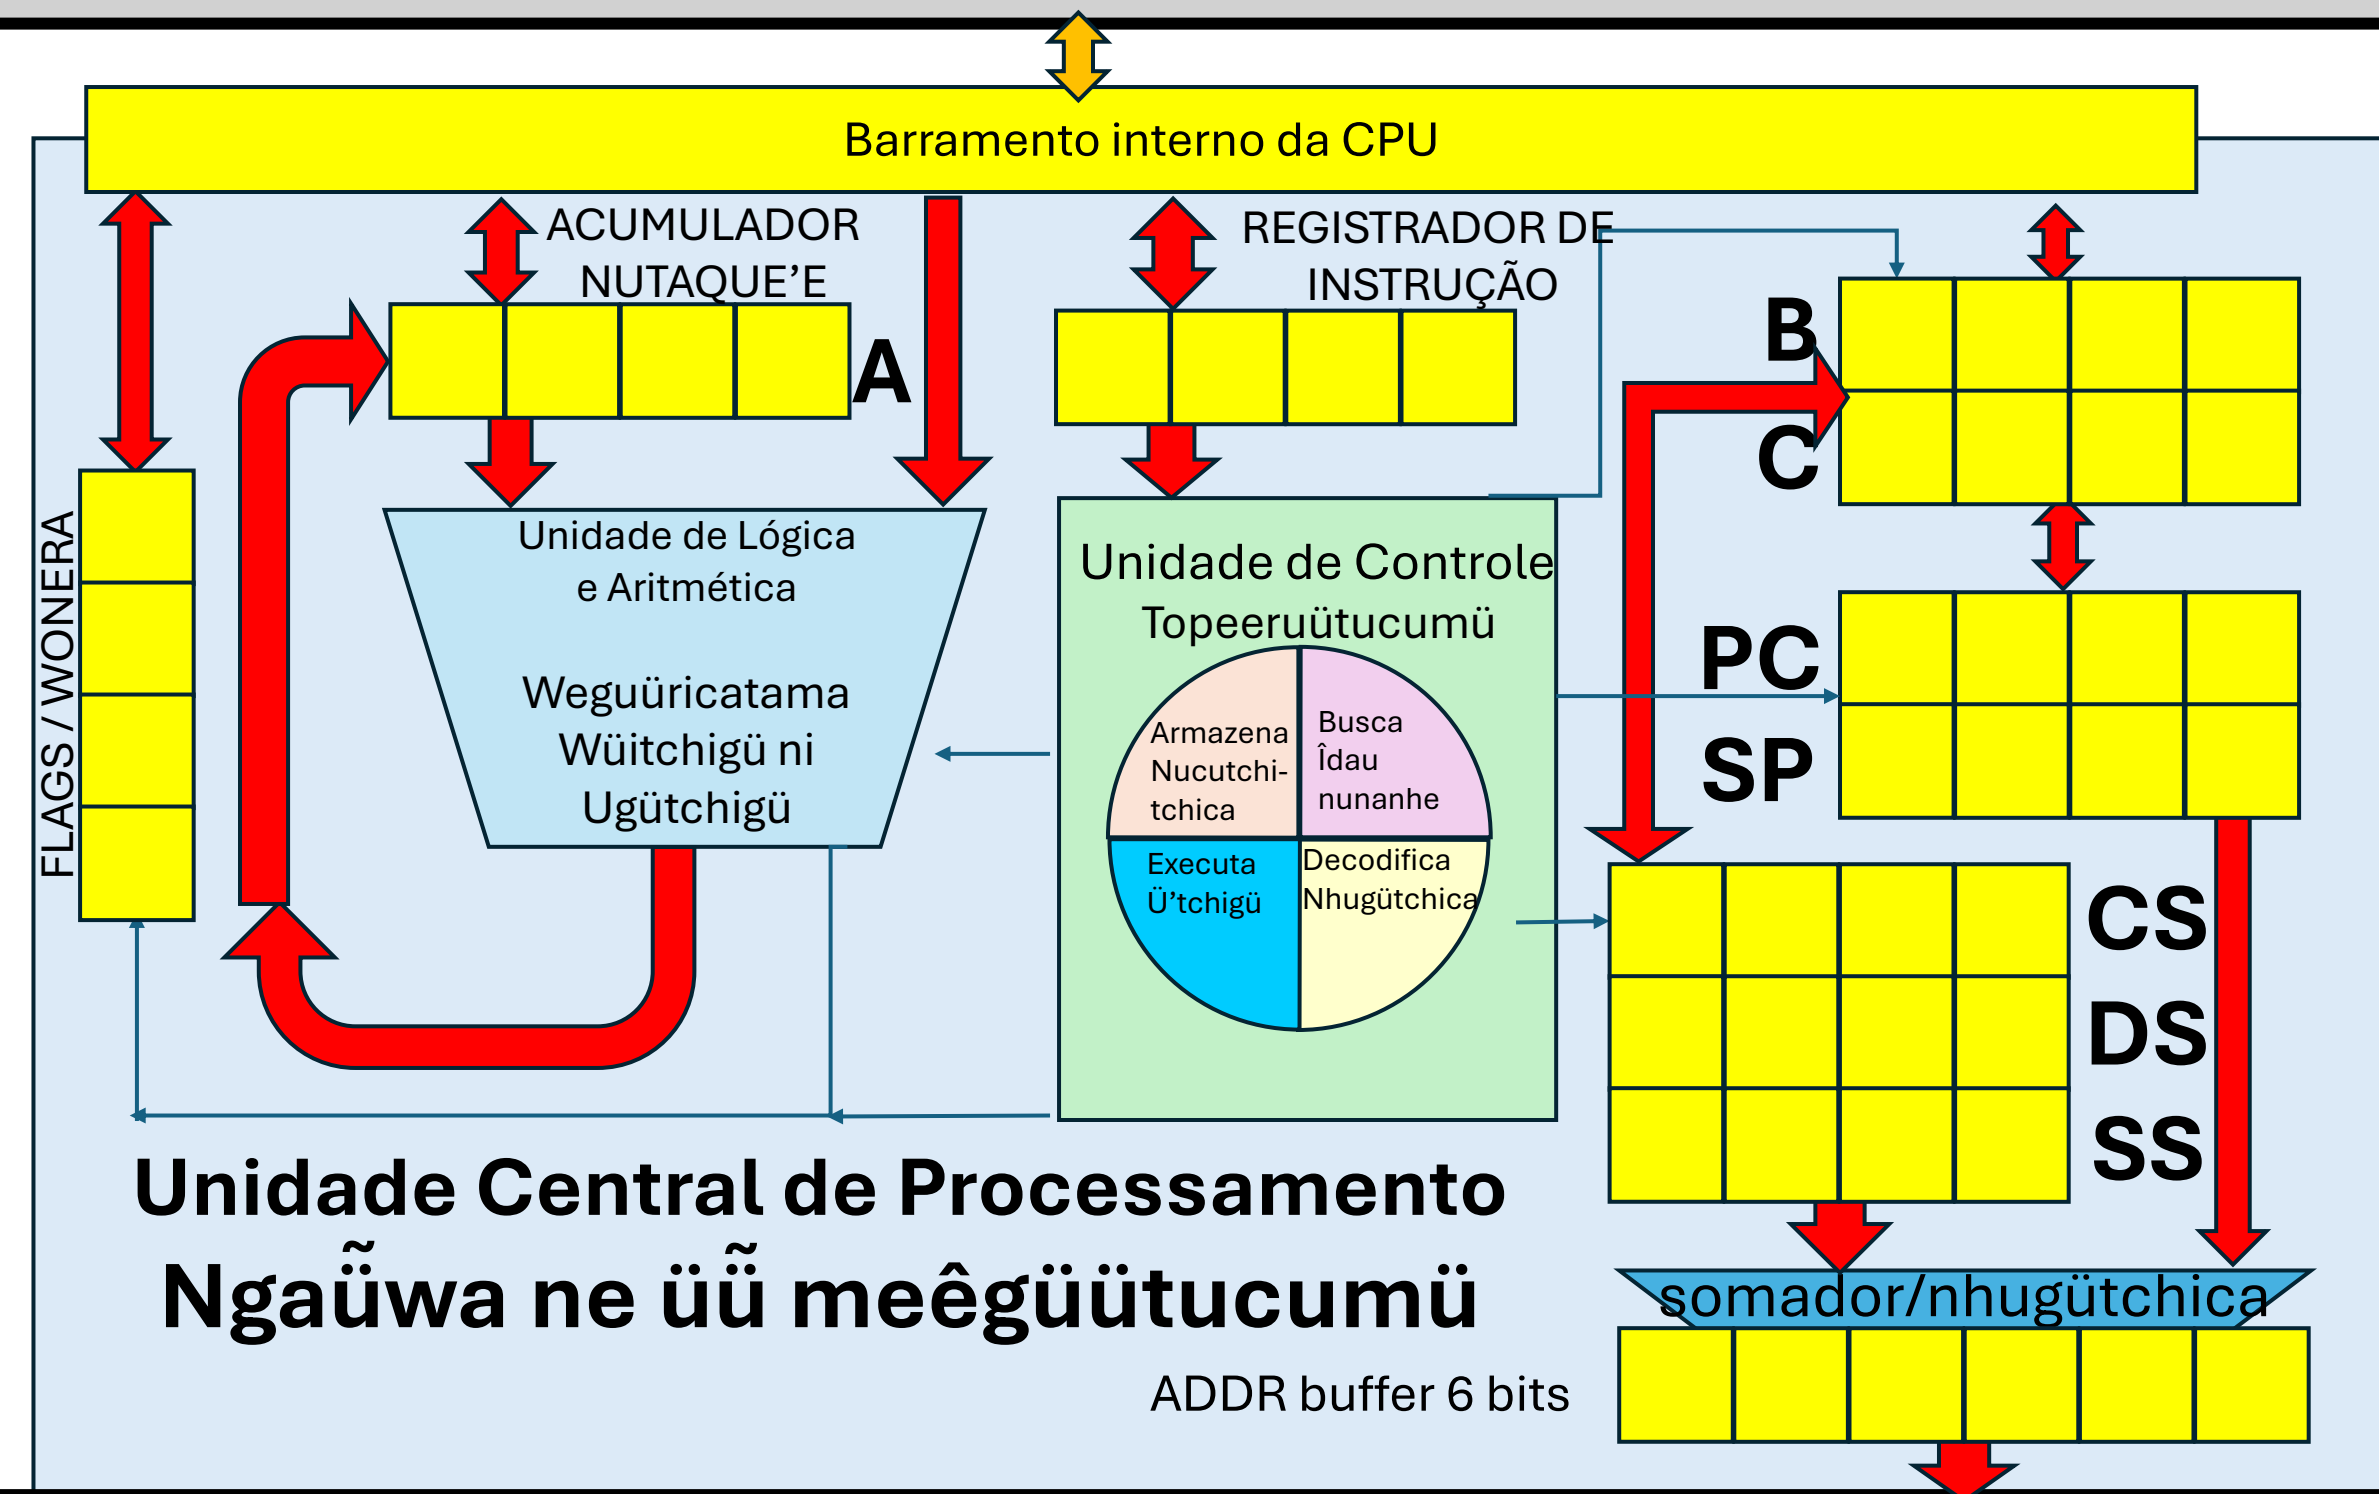 Barramento interno da CPU
ACUMULADOR
NUTAQUE’E
A
REGISTRADOR DE
INSTRUÇÃO
B
C
FLAGS / WONERA
Unidade de Lógica
e Aritmética
Weguüricatama
Wüitchigü ni
Ugütchigü
Unidade de Controle
Topeeruütucumü
Armazena
Nucutchi-
tchica
Busca
Îdau
nunanhe
Executa
Ü’tchigü
Decodifica
Nhugütchica
PC
SP
CS
DS
SS
Unidade Central de Processamento
Ngaü̃wa ne üü̃ meêgüütucumü
somador/nhugütchica
ADDR buffer 6 bits